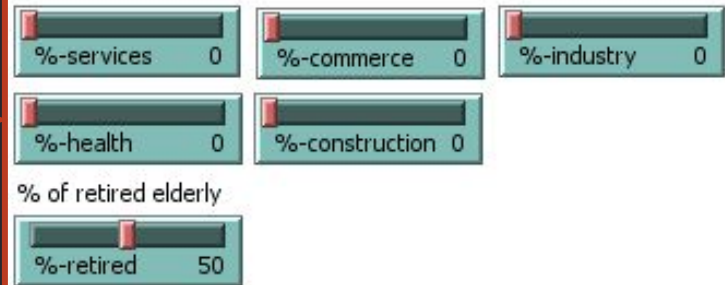 %-services 0
%-commerce 0
%-industry 0
%-health 0
%-construction 0
% of retired elderly
%-retired 50